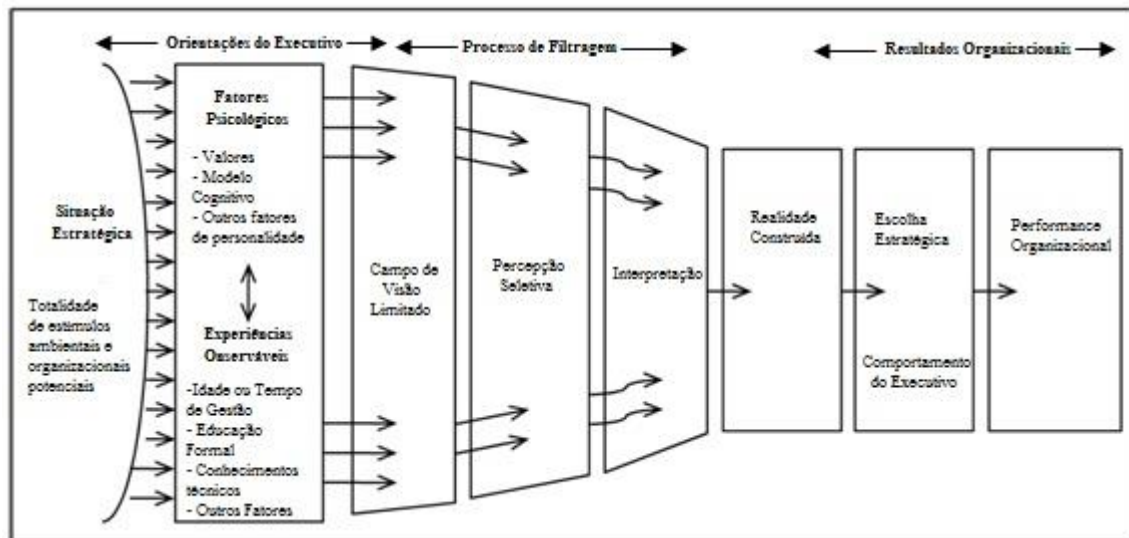 Orientações do Executivo
Processo de Filtragem
Resultados Organizacionais
Situação
Estratégica
Totalidade
de estímulos
ambientais e
organizacionais
potenciais
Fatores
Psicológicos
- Valores
- Modelo
Cognitivo
- Outros fatores
de personalidade
Experiências
Observáveis
-Idade ou Tempo
de Gestão
- Educação
Formal
- Conhecimentos
técnicos
- Outros Fatores
Campo de
Visão
Limitado
Percepção
Seletiva
Interpretação
Realidade
Construída
Escolha
Estratégica
Comportamento
do Executivo
Performance
Organizacional